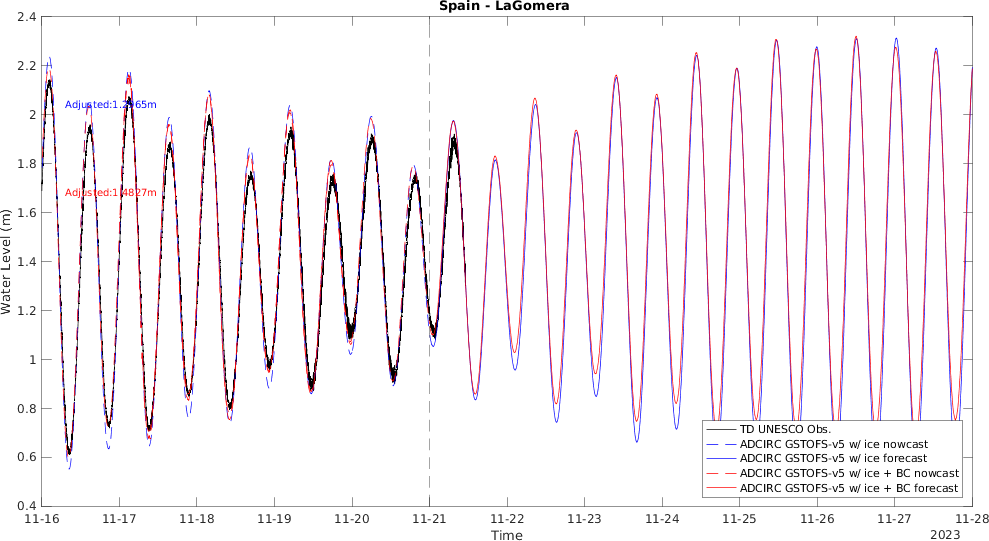 Spain - LaGomera
2.4
2.2
2
1.8
1.6
1.4
1.2
1
0.8
0.6
0.4
Water Level (m)
Adjusted:1.2965m
Adjusted:1.4827m
TD UNESCO Obs.
ADCIRC GSTOFS-v5 w/ ice nowcast
ADCIRC GSTOFS-v5 w/ ice forecast
ADCIRC GSTOFS-v5 w/ ice + BC nowcast
ADCIRC GSTOFS-v5 w/ ice + BC forecast
11-16 11-17 11-18 11-19 11-20 11-21 11-22 11-23 11-24 11-25 11-26 11-27 11-28
Time
2023